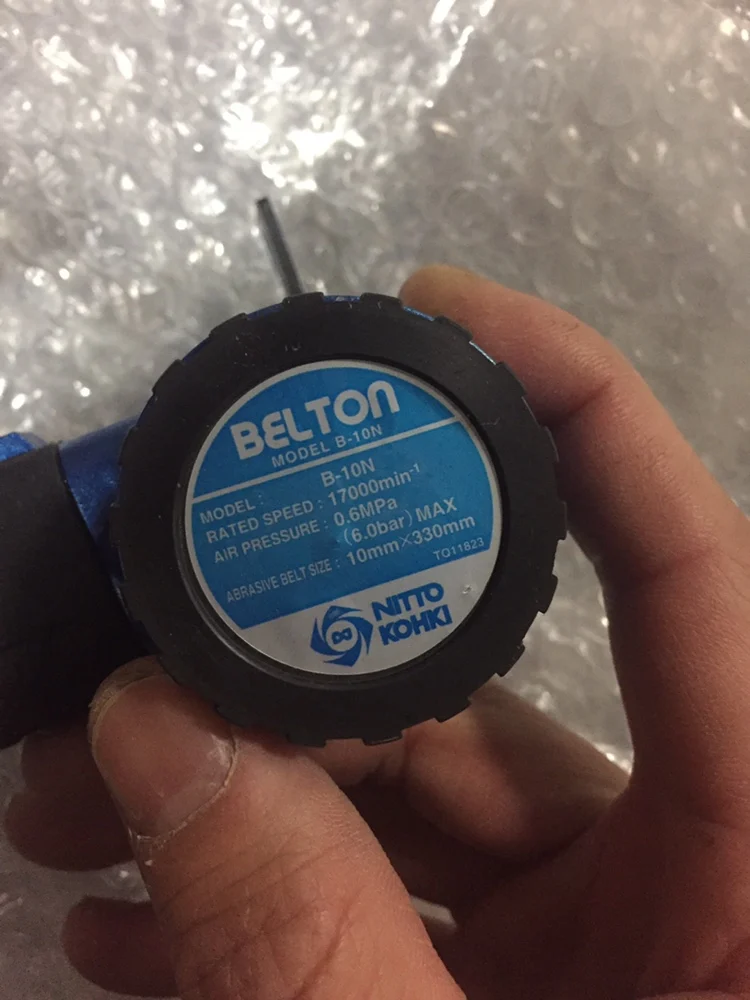 BELTON
MODEL B-10N
MODEL : B-10N
RATED SPEED : 17000min⁻¹
AIR PRESSURE : 0.6MPa
(6.0bar) MAX
ABRASIVE BELT SIZE : 10mm×330mm
TQ11823
NITTO
KOHKI